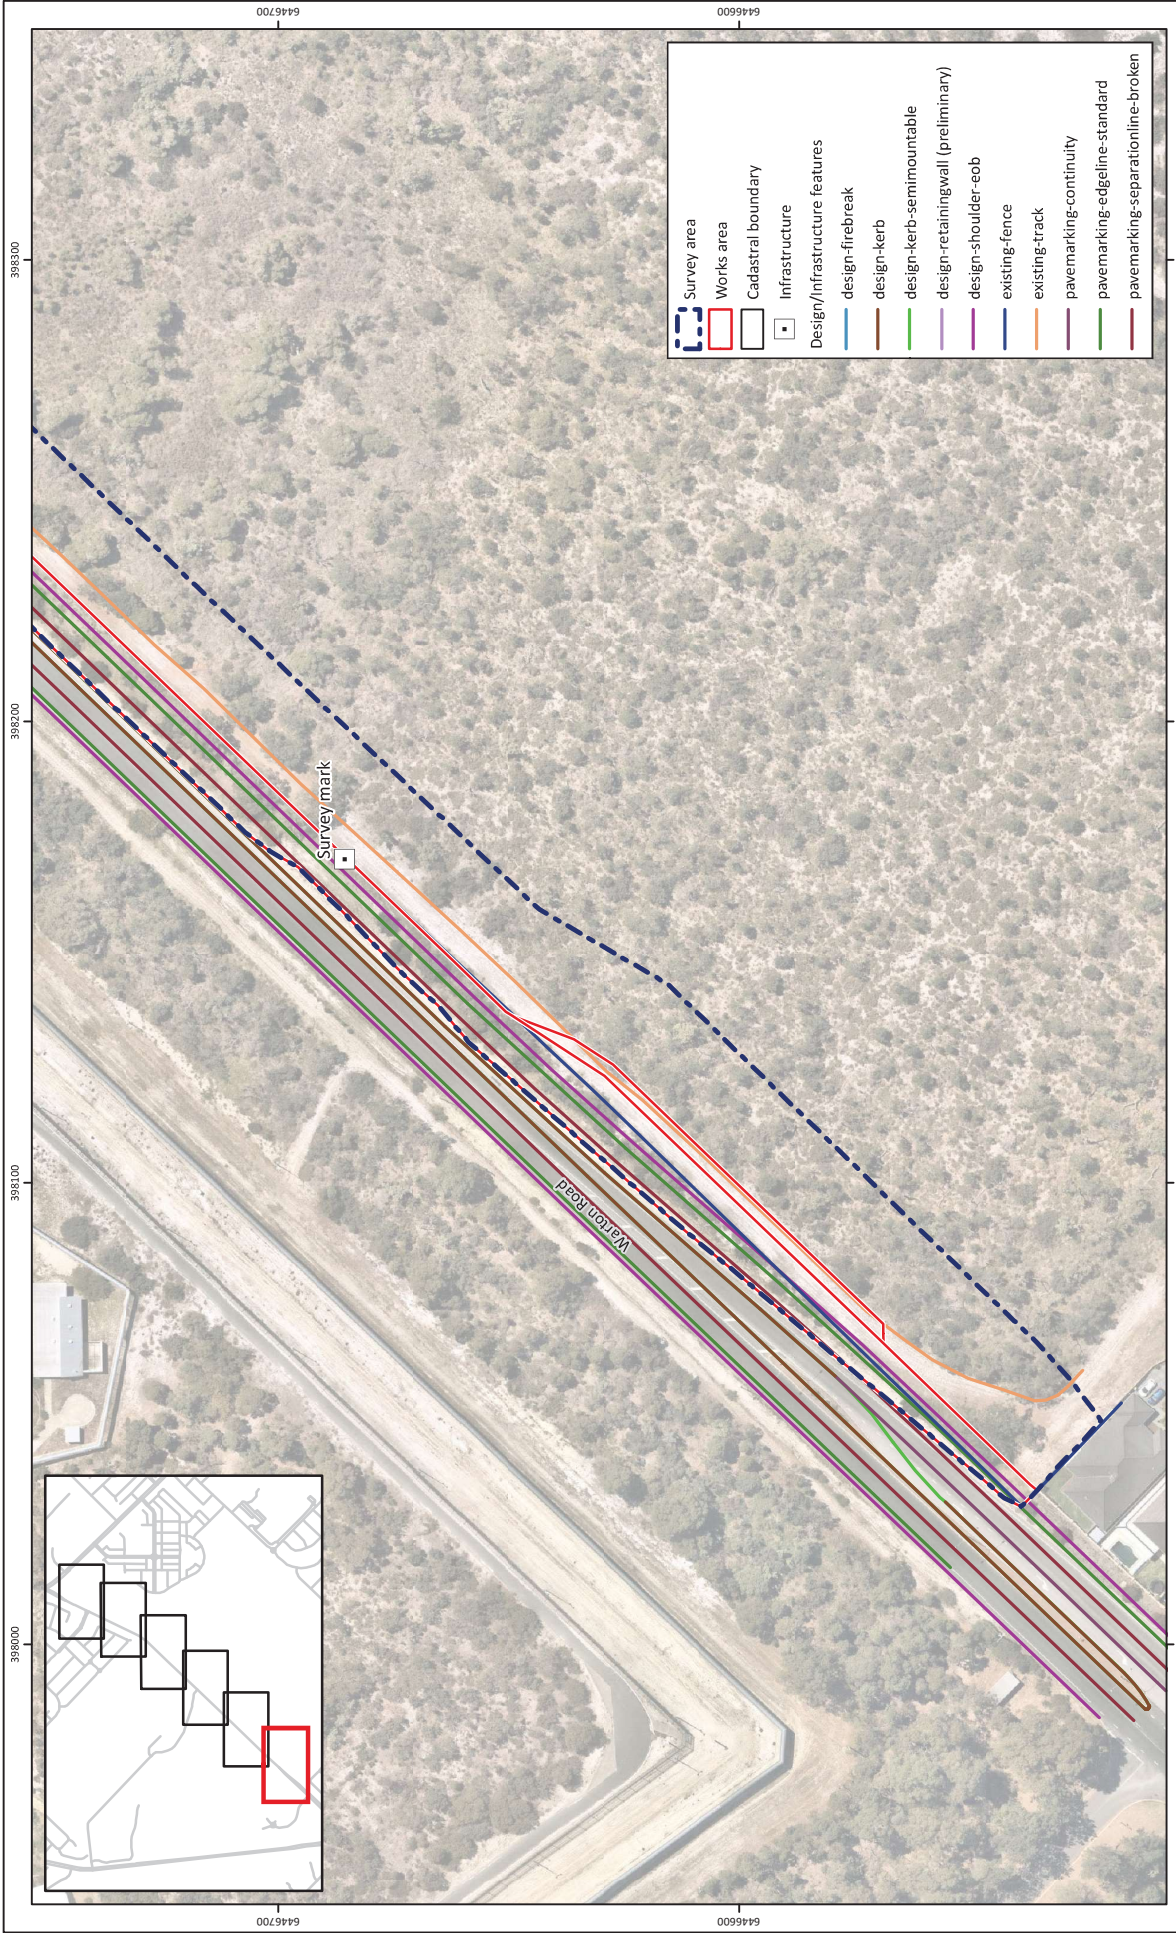 398000
398100
398200
398300
6446700
6446700
6446600
6446600
Warton Road
Survey mark
Survey area
Works area
Cadastral boundary
Infrastructure
Design/Infrastructure features
design-firebreak
design-kerb
design-kerb-semimountable
design-retainingwall (preliminary)
design-shoulder-eob
existing-fence
existing-track
pavemarking-continuity
pavemarking-edgeline-standard
pavemarking-separationline-broken